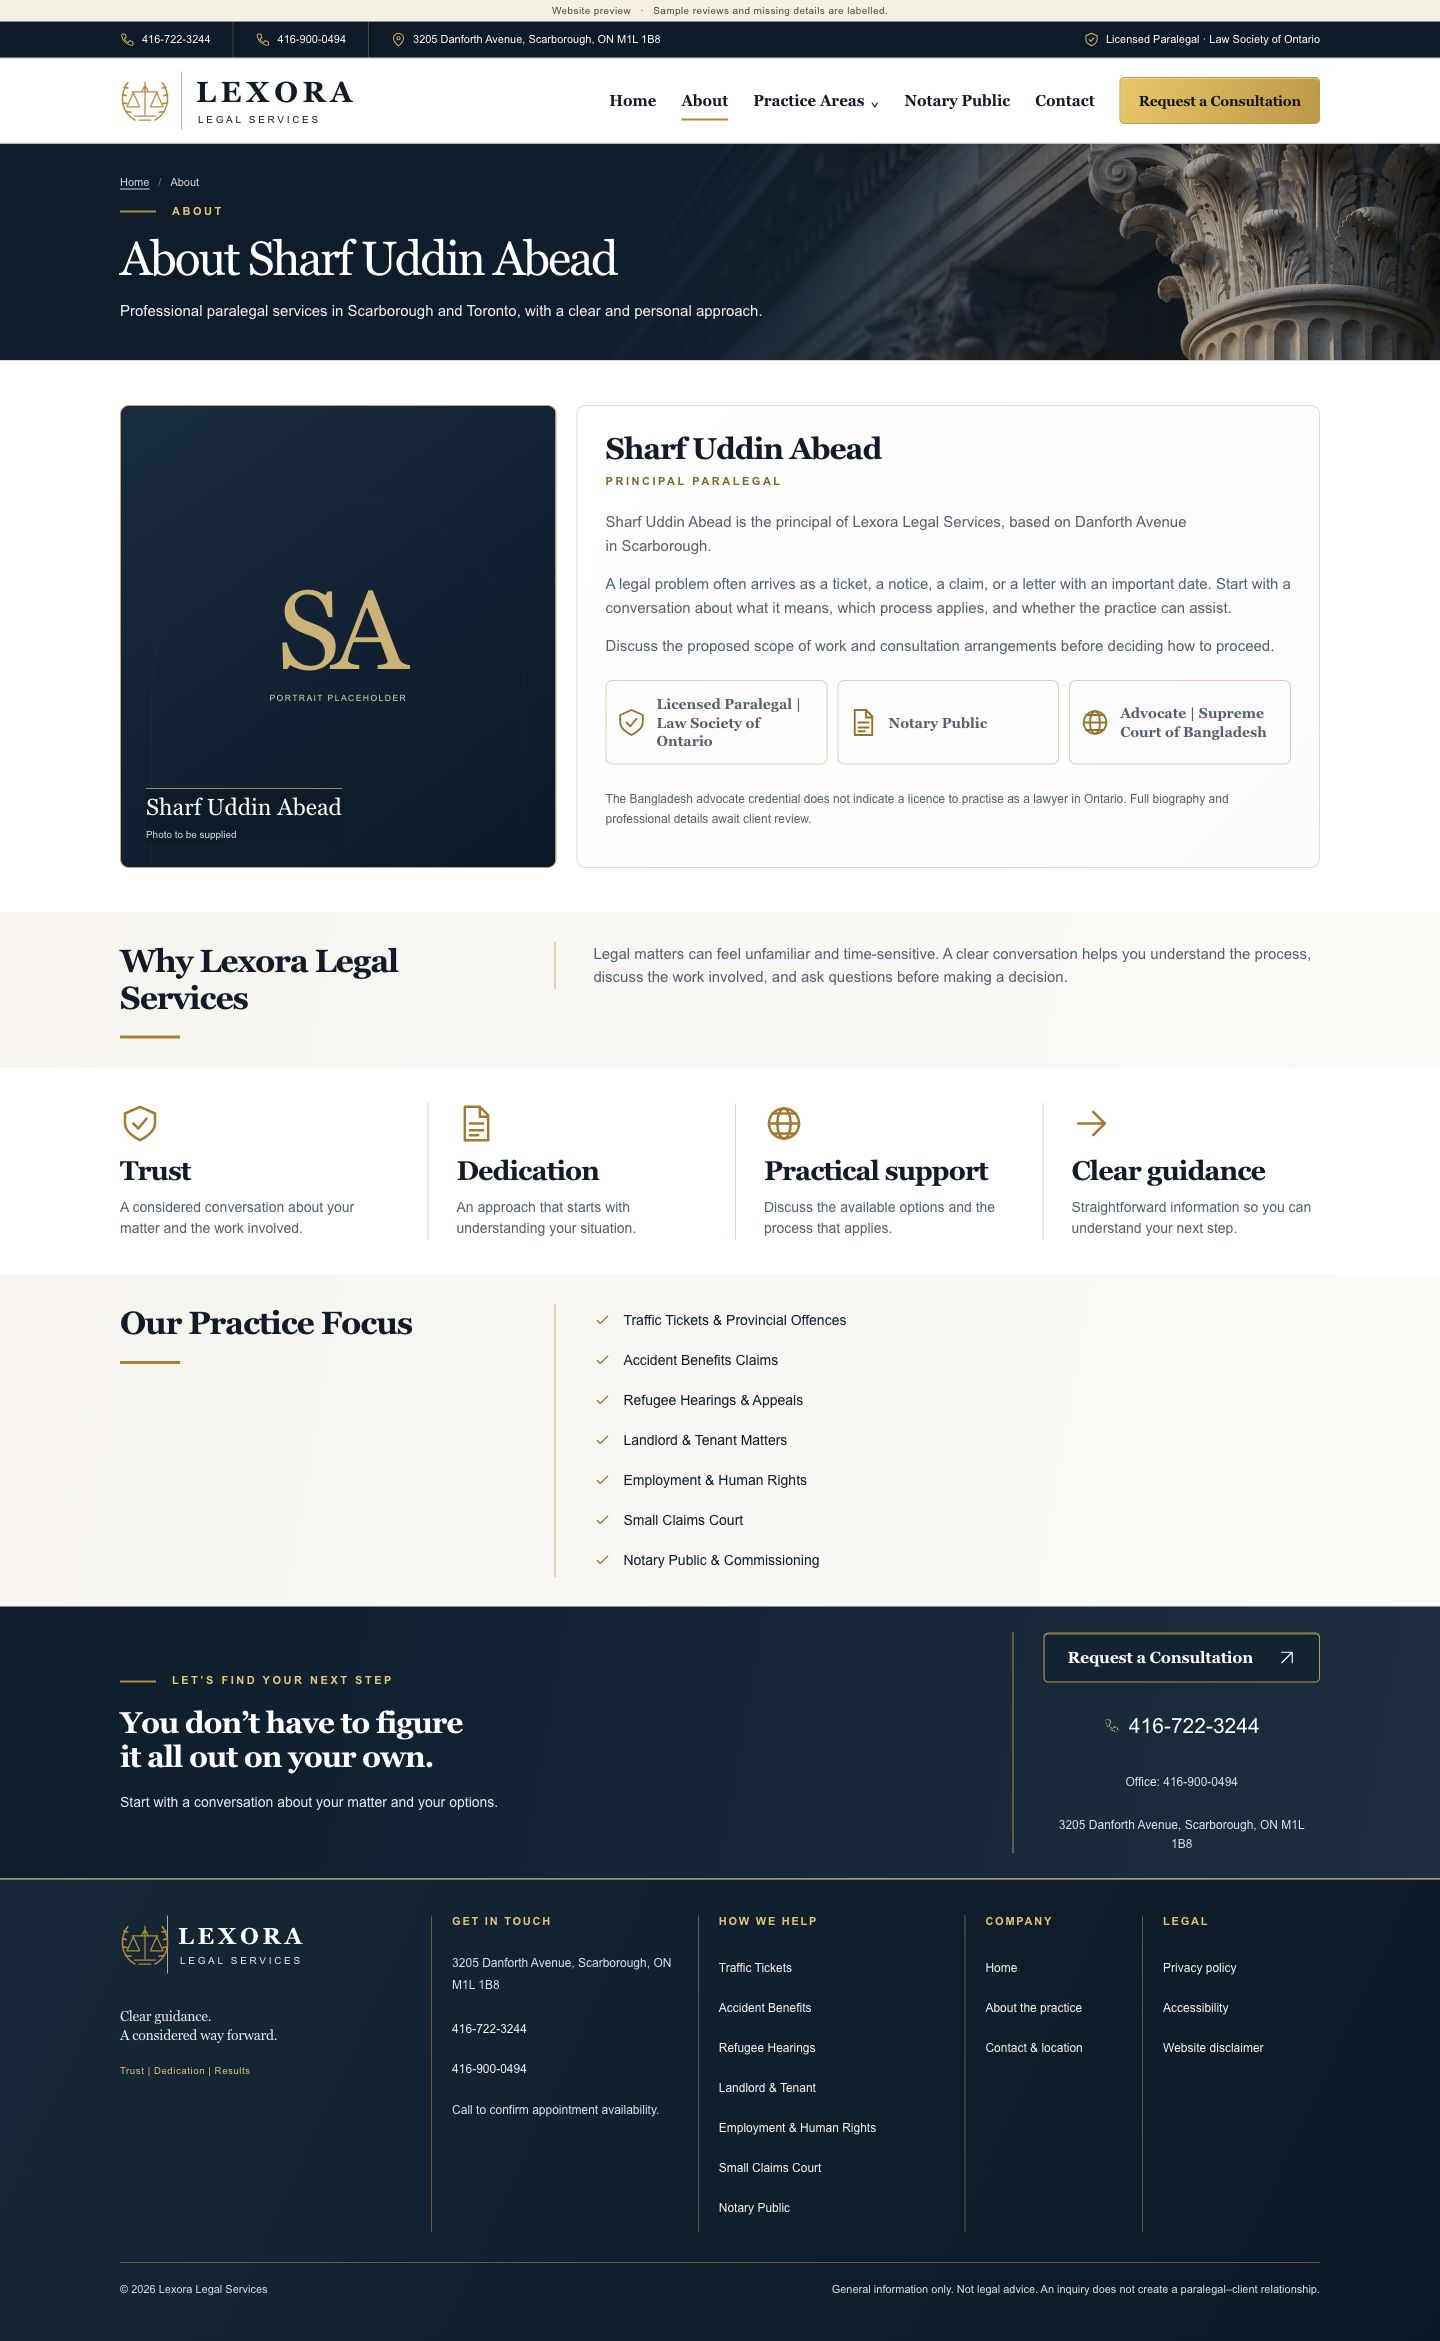 Website preview · Sample reviews and missing details are labelled.
416-722-3244
416-900-0494
3205 Danforth Avenue, Scarborough, ON M1L 1B8
Licensed Paralegal · Law Society of Ontario
LEXORA
LEGAL SERVICES
Home
About
Practice Areas
Notary Public
Contact
Request a Consultation
Home / About
ABOUT
About Sharf Uddin Abead
Professional paralegal services in Scarborough and Toronto, with a clear and personal approach.
SA
PORTRAIT PLACEHOLDER
Sharf Uddin Abead
Photo to be supplied
Sharf Uddin Abead
PRINCIPAL PARALEGAL
Sharf Uddin Abead is the principal of Lexora Legal Services, based on Danforth Avenue
in Scarborough.
A legal problem often arrives as a ticket, a notice, a claim, or a letter with an important date. Start with a
conversation about what it means, which process applies, and whether the practice can assist.
Discuss the proposed scope of work and consultation arrangements before deciding how to proceed.
Licensed Paralegal |
Law Society of
Ontario
Notary Public
Advocate | Supreme
Court of Bangladesh
The Bangladesh advocate credential does not indicate a licence to practise as a lawyer in Ontario. Full biography and
professional details await client review.
Why Lexora Legal
Services
Legal matters can feel unfamiliar and time-sensitive. A clear conversation helps you understand the process,
discuss the work involved, and ask questions before making a decision.
Trust
A considered conversation about your
matter and the work involved.
Dedication
An approach that starts with
understanding your situation.
Practical support
Discuss the available options and the
process that applies.
Clear guidance
Straightforward information so you can
understand your next step.
Our Practice Focus
Traffic Tickets & Provincial Offences
Accident Benefits Claims
Refugee Hearings & Appeals
Landlord & Tenant Matters
Employment & Human Rights
Small Claims Court
Notary Public & Commissioning
LET'S FIND YOUR NEXT STEP
You don't have to figure
it all out on your own.
Start with a conversation about your matter and your options.
Request a Consultation
416-722-3244
Office: 416-900-0494
3205 Danforth Avenue, Scarborough, ON M1L
1B8
LEXORA
LEGAL SERVICES
Clear guidance.
A considered way forward.
Trust | Dedication | Results
GET IN TOUCH
3205 Danforth Avenue, Scarborough, ON
M1L 1B8
416-722-3244
416-900-0494
Call to confirm appointment availability.
HOW WE HELP
Traffic Tickets
Accident Benefits
Refugee Hearings
Landlord & Tenant
Employment & Human Rights
Small Claims Court
Notary Public
COMPANY
Home
About the practice
Contact & location
LEGAL
Privacy policy
Accessibility
Website disclaimer
© 2026 Lexora Legal Services
General information only. Not legal advice. An inquiry does not create a paralegal–client relationship.